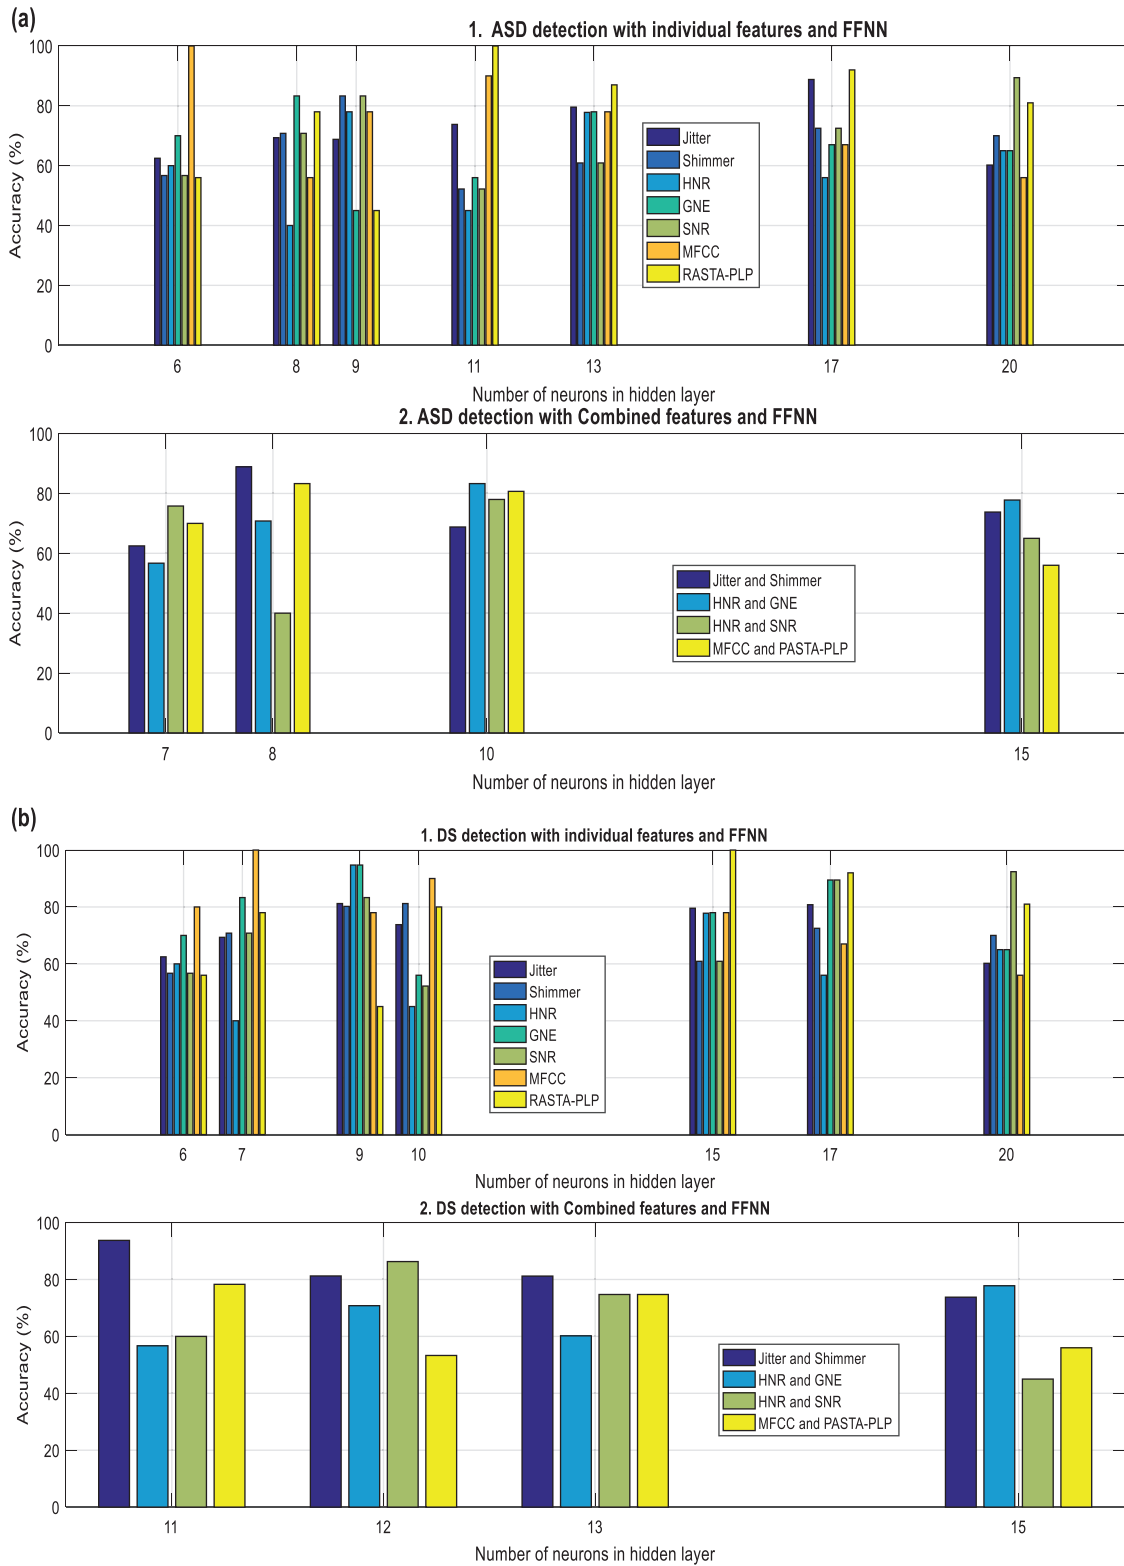 (a)
1. ASD detection with individual features and FFNN
100
80
60
40
20
0
Accuracy (%)
Jitter
Shimmer
HNR
GNE
SNR
MFCC
RASTA-PLP
6 8 9 11 13 17 20
Number of neurons in hidden layer
2. ASD detection with Combined features and FFNN
100
80
60
40
20
0
Accuracy (%)
Jitter and Shimmer
HNR and GNE
HNR and SNR
MFCC and PASTA-PLP
7 8 10 15
Number of neurons in hidden layer
(b)
1. DS detection with individual features and FFNN
100
80
60
40
20
0
Accuracy (%)
Jitter
Shimmer
HNR
GNE
SNR
MFCC
RASTA-PLP
6 7 9 10 15 17 20
Number of neurons in hidden layer
2. DS detection with Combined features and FFNN
100
80
60
40
20
0
Accuracy (%)
Jitter and Shimmer
HNR and GNE
HNR and SNR
MFCC and PASTA-PLP
11 12 13 15
Number of neurons in hidden layer